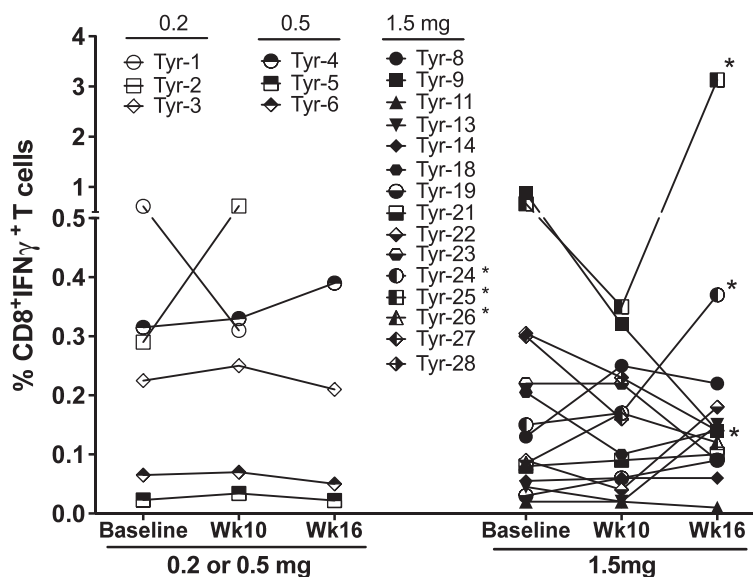 0.2 0.5 1.5 mg
Tyr-1
Tyr-2
Tyr-3
Tyr-4
Tyr-5
Tyr-6
Tyr-8
Tyr-9
Tyr-11
Tyr-13
Tyr-14
Tyr-18
Tyr-19
Tyr-21
Tyr-22
Tyr-23
Tyr-24 *
Tyr-25 *
Tyr-26 *
Tyr-27
Tyr-28
% CD8+IFNγ+ T cells
4
3
2
1
0.5
0.4
0.3
0.2
0.1
0.0
*
*
*
Baseline Wk10 Wk16 Baseline Wk10 Wk16
0.2 or 0.5 mg 1.5mg